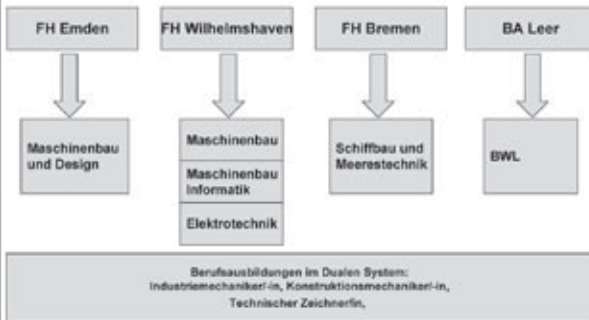 FH Emden
FH Wilhelmshaven
FH Bremen
BA Leer
Maschinenbau
und Design
Maschinenbau
Maschinenbau
Informatik
Elektrotechnik
Schiffbau und
Meerestechnik
BWL
Berufsausbildungen im Dualen System:
Industriemechaniker/-in, Konstruktionsmechaniker/-in,
Technischer Zeichner/in,